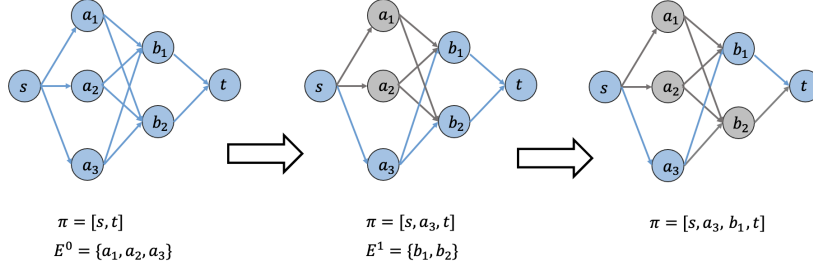 s
a₁
a₂
a₃
b₁
b₂
t
π = [s, t]
E⁰ = {a₁, a₂, a₃}
s
a₁
a₂
a₃
b₁
b₂
t
π = [s, a₃, t]
E¹ = {b₁, b₂}
s
a₁
a₂
a₃
b₁
b₂
t
π = [s, a₃, b₁, t]